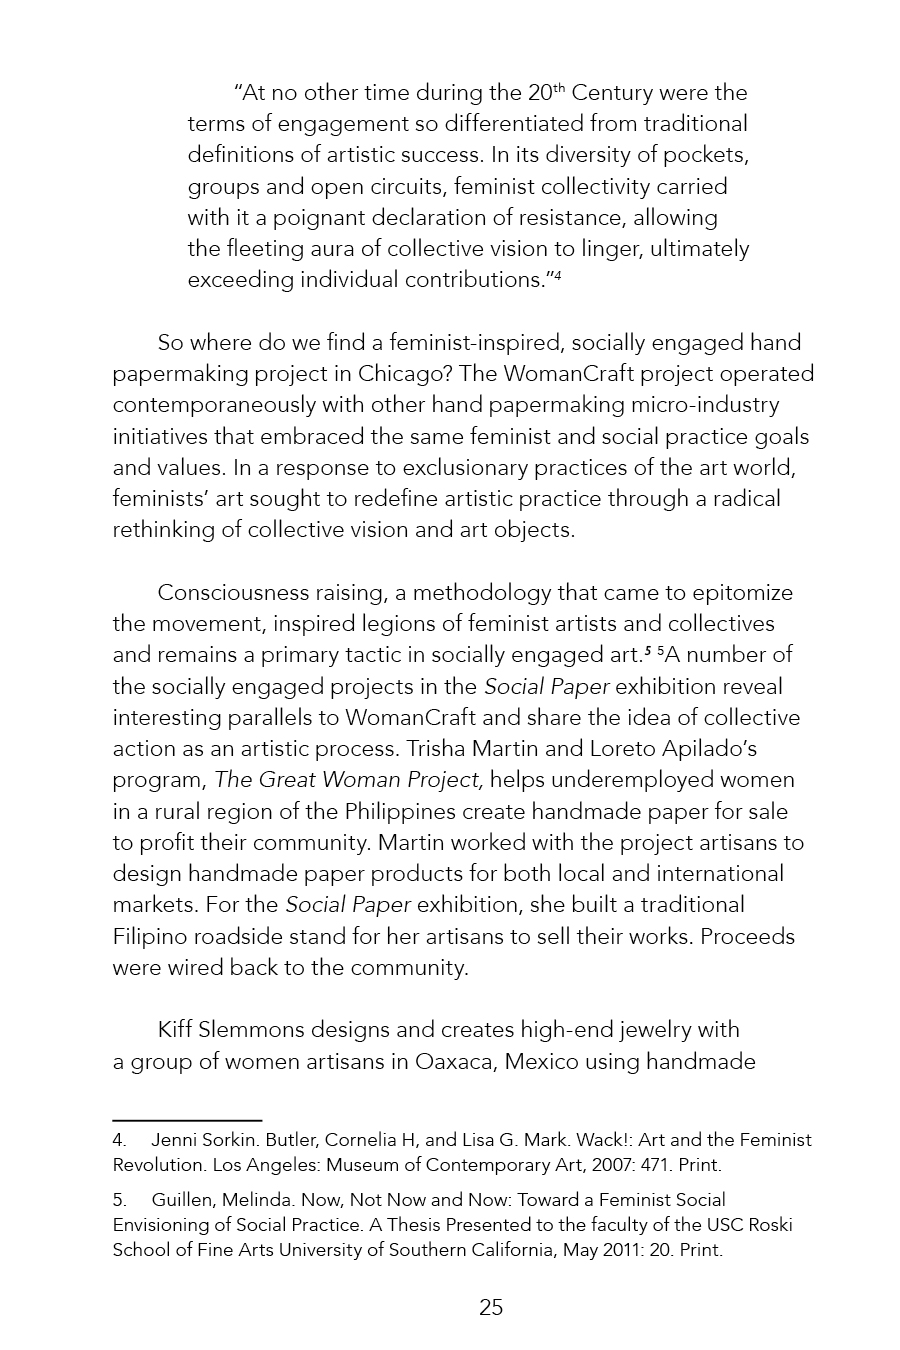 “At no other time during the 20th Century were the
terms of engagement so differentiated from traditional
definitions of artistic success. In its diversity of pockets,
groups and open circuits, feminist collectivity carried
with it a poignant declaration of resistance, allowing
the fleeting aura of collective vision to linger, ultimately
exceeding individual contributions.”4
So where do we find a feminist-inspired, socially engaged hand
papermaking project in Chicago? The WomanCraft project operated
contemporaneously with other hand papermaking micro-industry
initiatives that embraced the same feminist and social practice goals
and values. In a response to exclusionary practices of the art world,
feminists’ art sought to redefine artistic practice through a radical
rethinking of collective vision and art objects.
Consciousness raising, a methodology that came to epitomize
the movement, inspired legions of feminist artists and collectives
and remains a primary tactic in socially engaged art.5 5A number of
the socially engaged projects in the Social Paper exhibition reveal
interesting parallels to WomanCraft and share the idea of collective
action as an artistic process. Trisha Martin and Loreto Apilado’s
program, The Great Woman Project, helps underemployed women
in a rural region of the Philippines create handmade paper for sale
to profit their community. Martin worked with the project artisans to
design handmade paper products for both local and international
markets. For the Social Paper exhibition, she built a traditional
Filipino roadside stand for her artisans to sell their works. Proceeds
were wired back to the community.
Kiff Slemmons designs and creates high-end jewelry with
a group of women artisans in Oaxaca, Mexico using handmade
4. Jenni Sorkin. Butler, Cornelia H, and Lisa G. Mark. Wack!: Art and the Feminist
Revolution. Los Angeles: Museum of Contemporary Art, 2007: 471. Print.
5. Guillen, Melinda. Now, Not Now and Now: Toward a Feminist Social
Envisioning of Social Practice. A Thesis Presented to the faculty of the USC Roski
School of Fine Arts University of Southern California, May 2011: 20. Print.
25